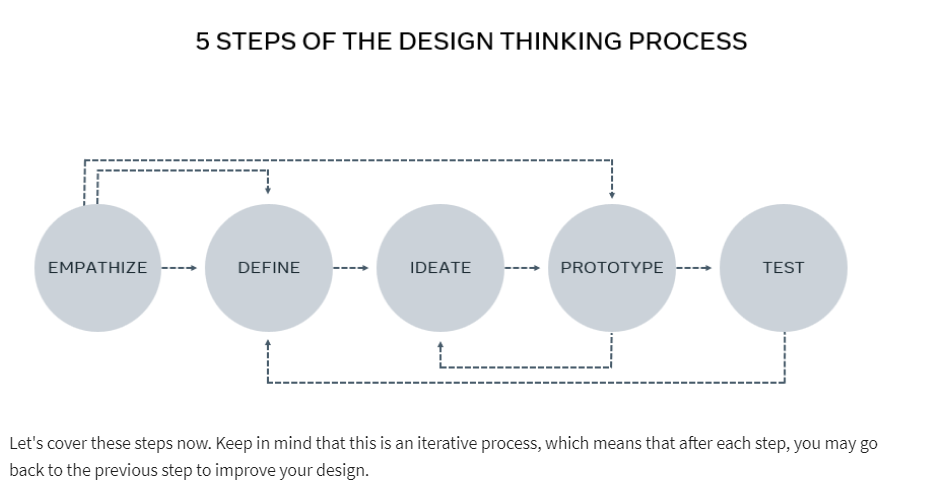 5 STEPS OF THE DESIGN THINKING PROCESS
EMPATHIZE
DEFINE
IDEATE
PROTOTYPE
TEST
Let's cover these steps now. Keep in mind that this is an iterative process, which means that after each step, you may go
back to the previous step to improve your design.